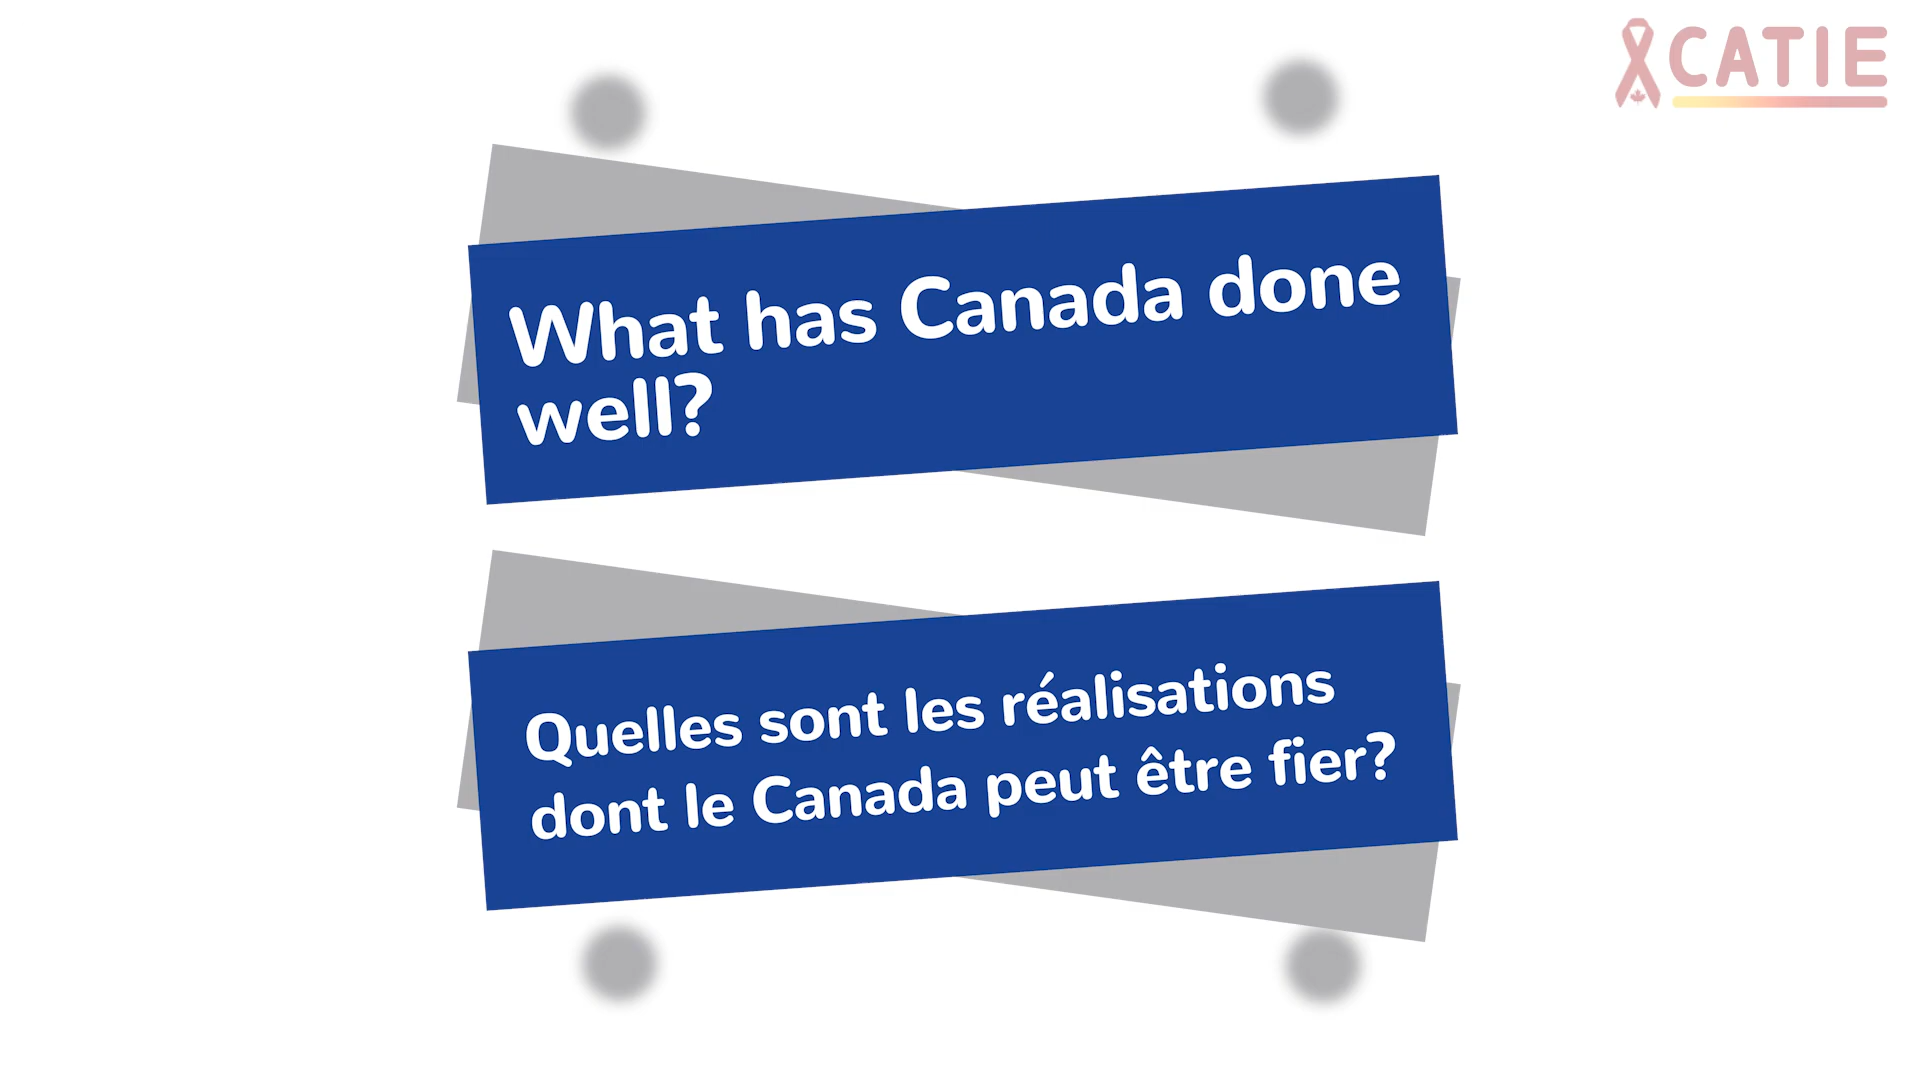 CATIE
What has Canada done
well?
Quelles sont les réalisations
dont le Canada peut être fier?